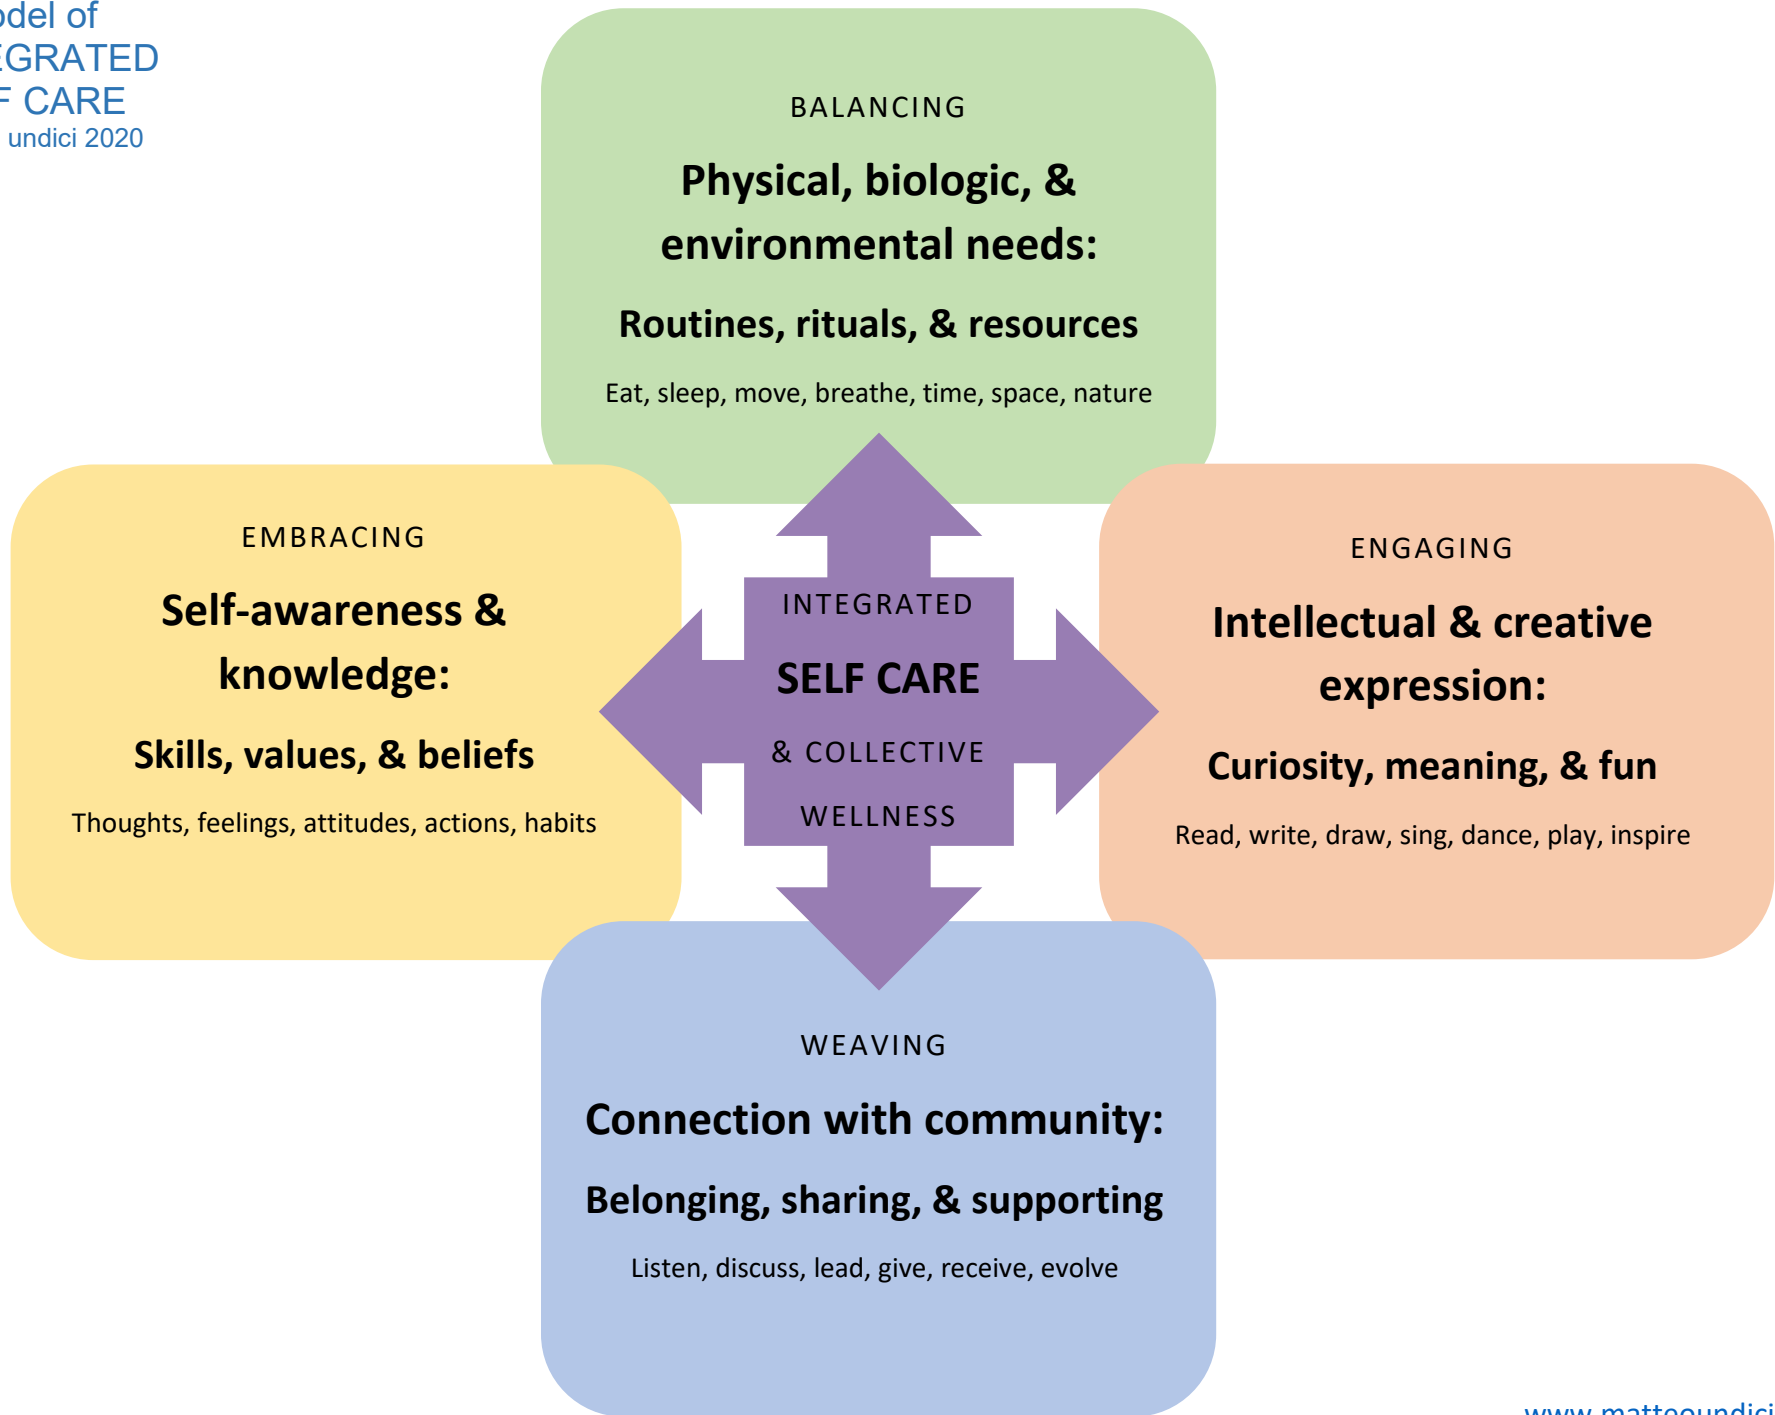 odel of
EGRATED
F CARE
undici 2020
BALANCING
Physical, biologic, &
environmental needs:
Routines, rituals, & resources
Eat, sleep, move, breathe, time, space, nature
EMBRACING
Self-awareness &
knowledge:
Skills, values, & beliefs
Thoughts, feelings, attitudes, actions, habits
INTEGRATED
SELF CARE
& COLLECTIVE
WELLNESS
ENGAGING
Intellectual & creative
expression:
Curiosity, meaning, & fun
Read, write, draw, sing, dance, play, inspire
WEAVING
Connection with community:
Belonging, sharing, & supporting
Listen, discuss, lead, give, receive, evolve
www.matteoundici